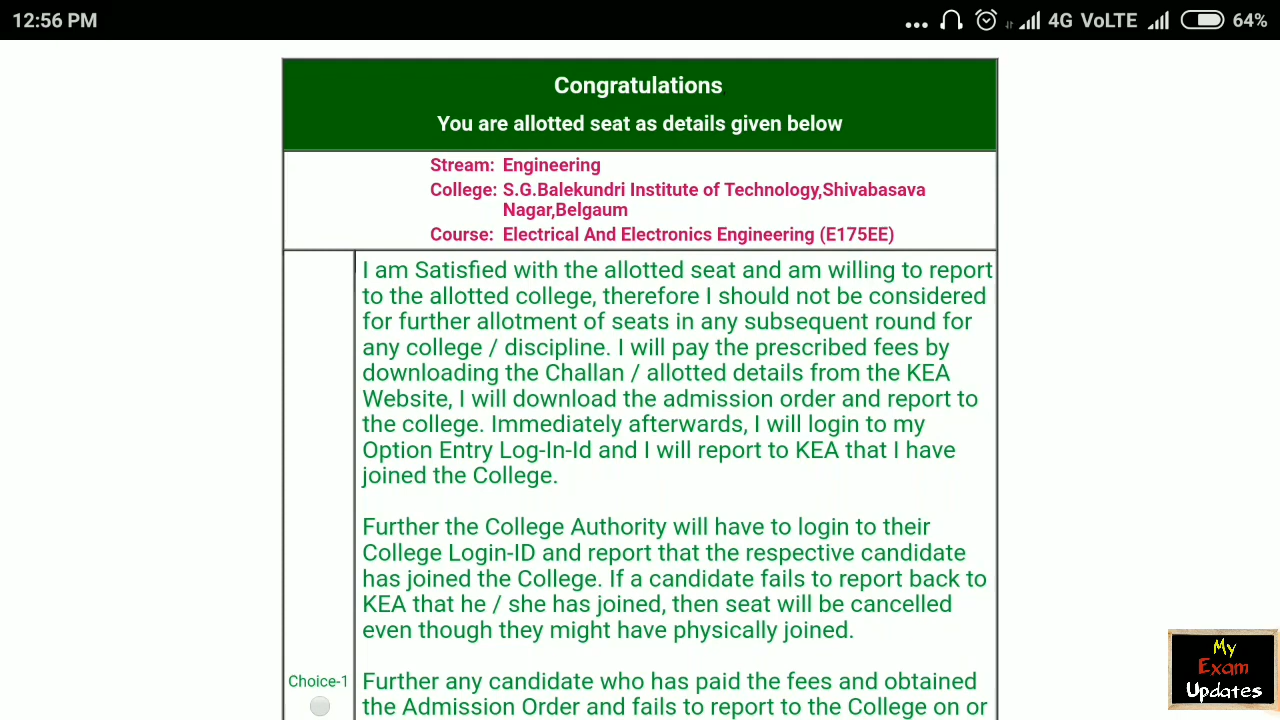 12:56 PM
... 4G VoLTE 64%
Congratulations
You are allotted seat as details given below
Stream: Engineering
College: S.G.Balekundri Institute of Technology,Shivabasava
Nagar,Belgaum
Course: Electrical And Electronics Engineering (E175EE)
I am Satisfied with the allotted seat and am willing to report
to the allotted college, therefore I should not be considered
for further allotment of seats in any subsequent round for
any college / discipline. I will pay the prescribed fees by
downloading the Challan / allotted details from the KEA
Website, I will download the admission order and report to
the college. Immediately afterwards, I will login to my
Option Entry Log-In-Id and I will report to KEA that I have
joined the College.
Further the College Authority will have to login to their
College Login-ID and report that the respective candidate
has joined the College. If a candidate fails to report back to
KEA that he / she has joined, then seat will be cancelled
even though they might have physically joined.
Choice-1
Further any candidate who has paid the fees and obtained
the Admission Order and fails to report to the College on or
My
Exam
Updates